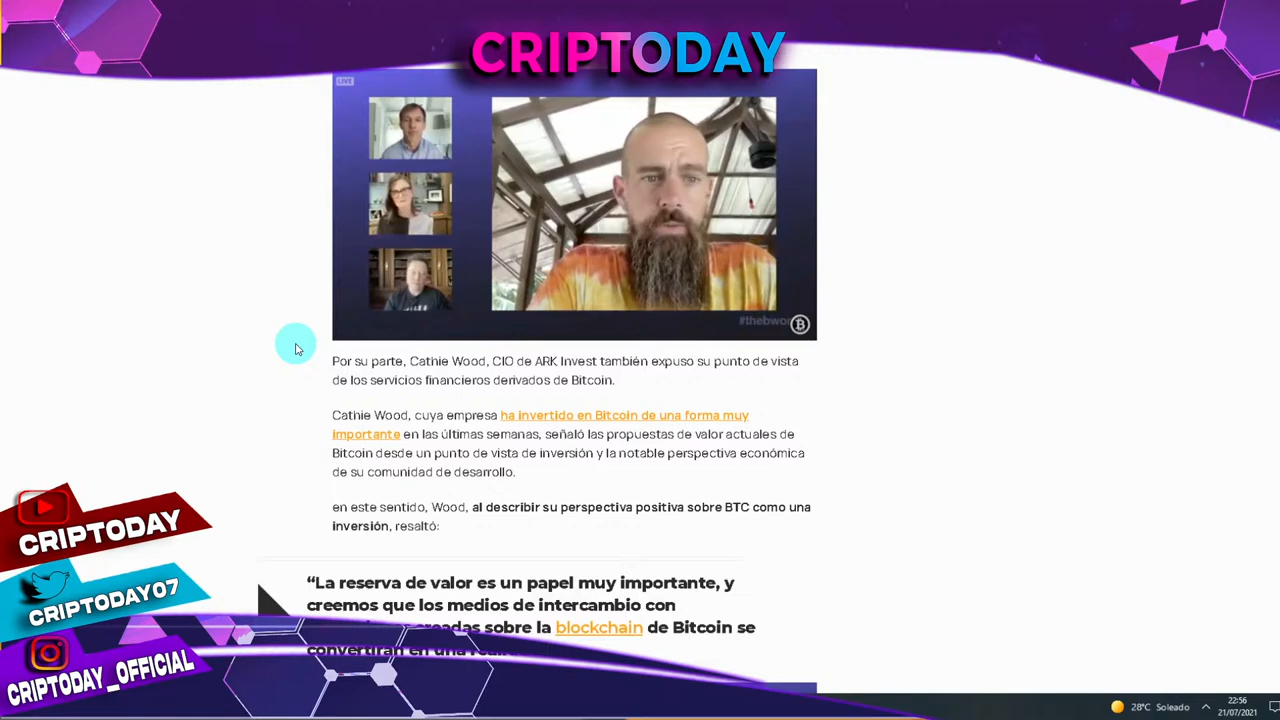 CRIPTODAY
LIVE
#thebwor
Por su parte, Cathie Wood, CIO de ARK Invest también expuso su punto de vista
de los servicios financieros derivados de Bitcoin.
Cathie Wood, cuya empresa ha invertido en Bitcoin de una forma muy
importante en las últimas semanas, señaló las propuestas de valor actuales de
Bitcoin desde un punto de vista de inversión y la notable perspectiva económica
de su comunidad de desarrollo.
en este sentido, Wood, al describir su perspectiva positiva sobre BTC como una
inversión, resaltó:
“La reserva de valor es un papel muy importante, y
creemos que los medios de intercambio con
creadas sobre la blockchain de Bitcoin se
convertirán en una
CRIPTODAY
CRIPTODAY07
CRIPTODAY_OFFICIAL
28°C Soleado
22:56
21/07/2021